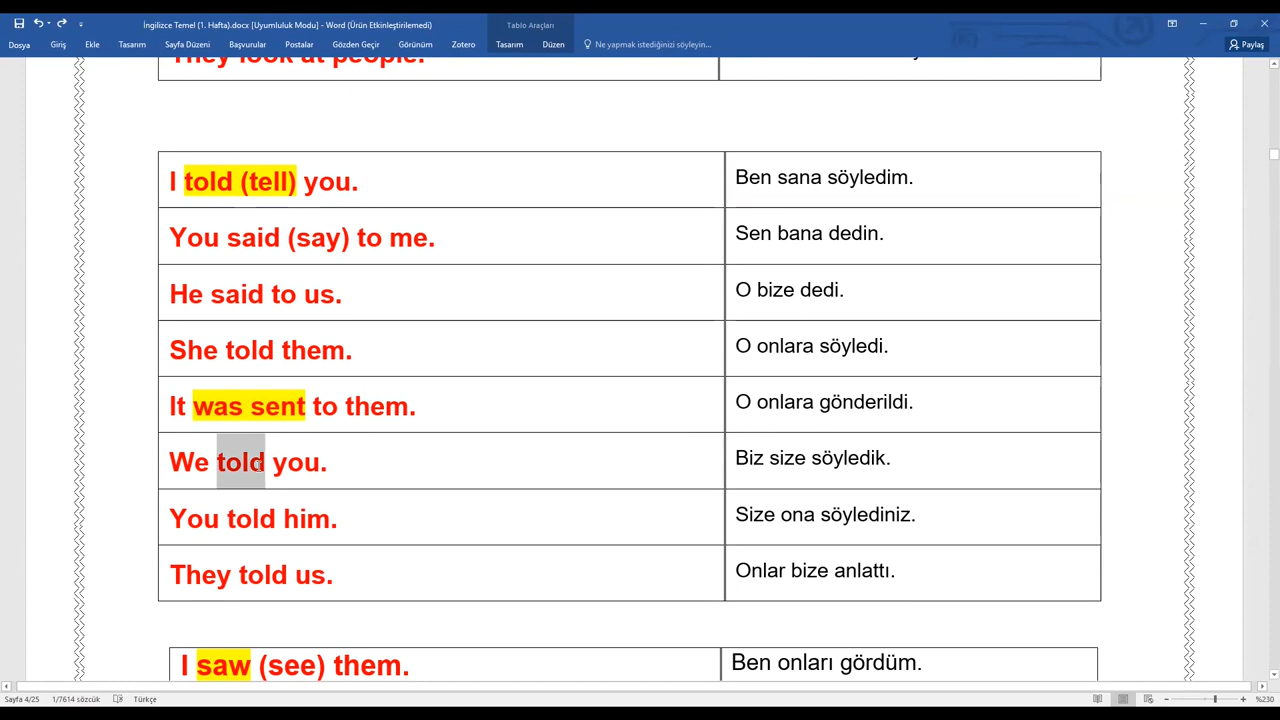 İngilizce Temel (1. Hafta).docx [Uyumluluk Modu] - Word (Ürün Etkinleştirilemedi)
Tablo Araçları
Dosya Giriş Ekle Tasarım Sayfa Düzeni Başvurular Postalar Gözden Geçir Görünüm Zotero Tasarım Düzen Ne yapmak istediğinizi söyleyin... Paylaş
They look at people.
I told (tell) you. Ben sana söyledim.
You said (say) to me. Sen bana dedin.
He said to us. O bize dedi.
She told them. O onlara söyledi.
It was sent to them. O onlara gönderildi.
We told you. Biz size söyledik.
You told him. Size ona söylediniz.
They told us. Onlar bize anlattı.
I saw (see) them. Ben onları gördüm.
Sayfa 4/25 1/7614 sözcük Türkçe %230